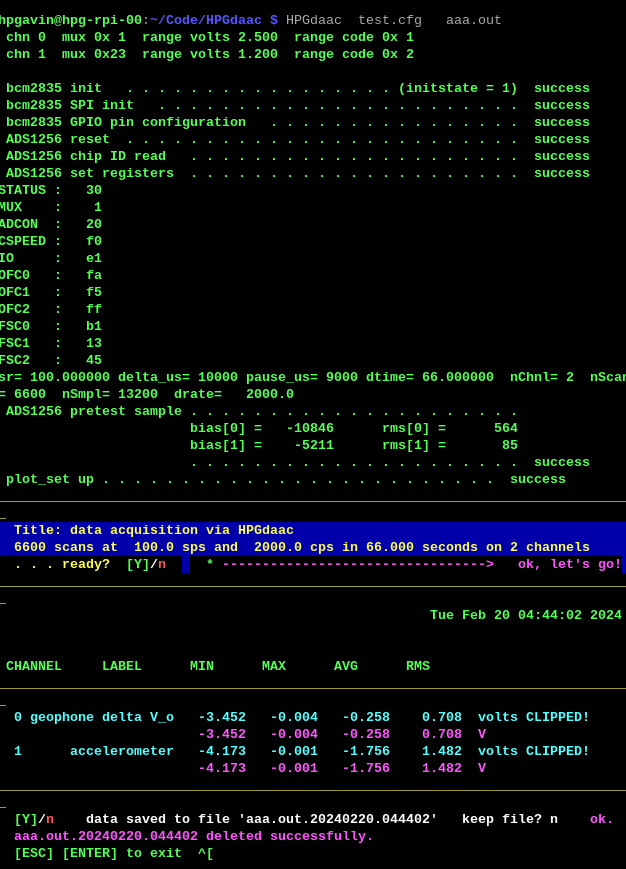 hpgavin@hpg-rpi-00:~/Code/HPGdaac $ HPGdaac  test.cfg   aaa.out
chn 0  mux 0x 1  range volts 2.500  range code 0x 1
chn 1  mux 0x23  range volts 1.200  range code 0x 2
bcm2835 init   . . . . . . . . . . . . . . . . . (initstate = 1)  success
bcm2835 SPI init   . . . . . . . . . . . . . . . . . . . . . . .  success
bcm2835 GPIO pin configuration   . . . . . . . . . . . . . . . .  success
ADS1256 reset  . . . . . . . . . . . . . . . . . . . . . . . . .  success
ADS1256 chip ID read   . . . . . . . . . . . . . . . . . . . . .  success
ADS1256 set registers  . . . . . . . . . . . . . . . . . . . . .  success
STATUS :   30
MUX    :    1
ADCON  :   20
CSPEED :   f0
IO     :   e1
OFC0   :   fa
OFC1   :   f5
OFC2   :   ff
FSC0   :   b1
FSC1   :   13
FSC2   :   45
sr= 100.000000 delta_us= 10000 pause_us= 9000 dtime= 66.000000  nChnl= 2  nScan
= 6600  nSmpl= 13200  drate=   2000.0
ADS1256 pretest sample . . . . . . . . . . . . . . . . . . . . .
bias[0] =   -10846      rms[0] =      564
bias[1] =    -5211      rms[1] =       85
. . . . . . . . . . . . . . . . . . . . .  success
plot_set up . . . . . . . . . . . . . . . . . . . . . . . . .  success
Title: data acquisition via HPGdaac
6600 scans at  100.0 sps and  2000.0 cps in 66.000 seconds on 2 channels
. . . ready?  [Y]/n     * --------------------------------->   ok, let's go!
Tue Feb 20 04:44:02 2024
CHANNEL     LABEL      MIN      MAX      AVG      RMS
0 geophone delta V_o   -3.452   -0.004   -0.258    0.708  volts CLIPPED!
-3.452   -0.004   -0.258    0.708  V
1      accelerometer   -4.173   -0.001   -1.756    1.482  volts CLIPPED!
-4.173   -0.001   -1.756    1.482  V
[Y]/n    data saved to file 'aaa.out.20240220.044402'   keep file? n    ok.
aaa.out.20240220.044402 deleted successfully.
[ESC] [ENTER] to exit  ^[